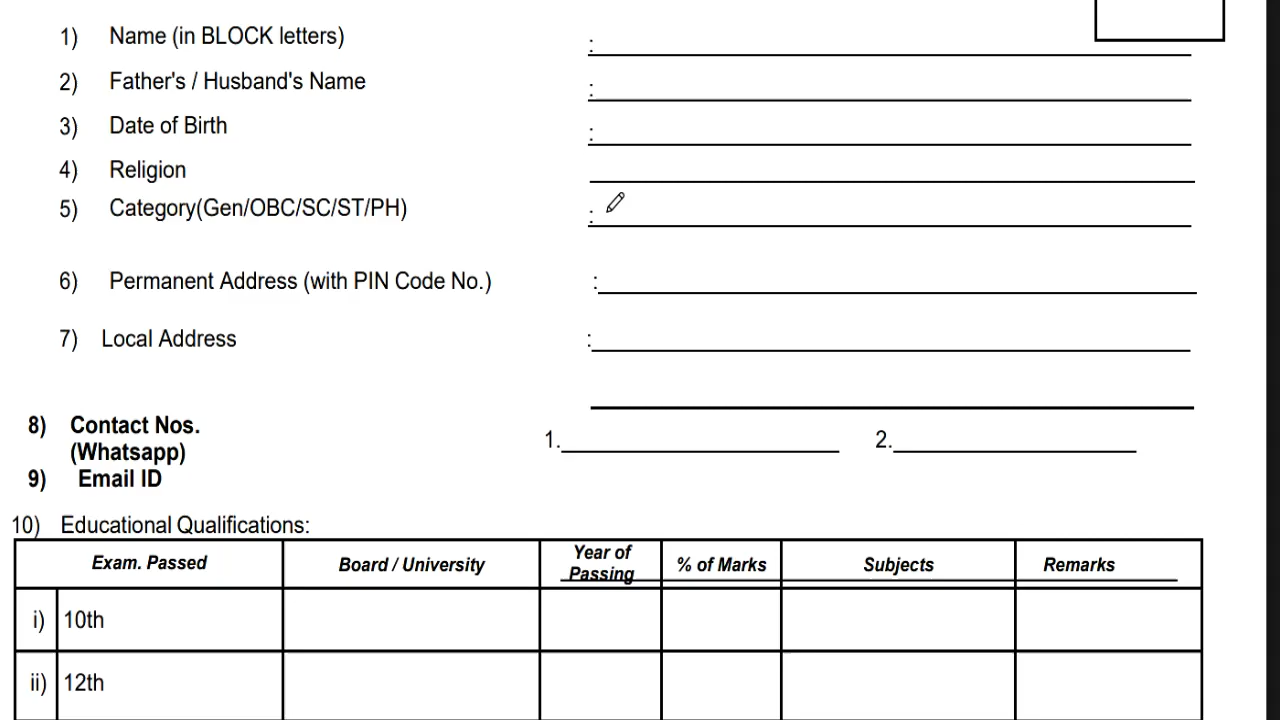 1) Name (in BLOCK letters) :
2) Father's / Husband's Name :
3) Date of Birth :
4) Religion
5) Category(Gen/OBC/SC/ST/PH) :
6) Permanent Address (with PIN Code No.) :
7) Local Address :
8) Contact Nos.
(Whatsapp) 1. 2.
9) Email ID
10) Educational Qualifications:
Exam. Passed Board / University Year of Passing % of Marks Subjects Remarks
i) 10th
ii) 12th